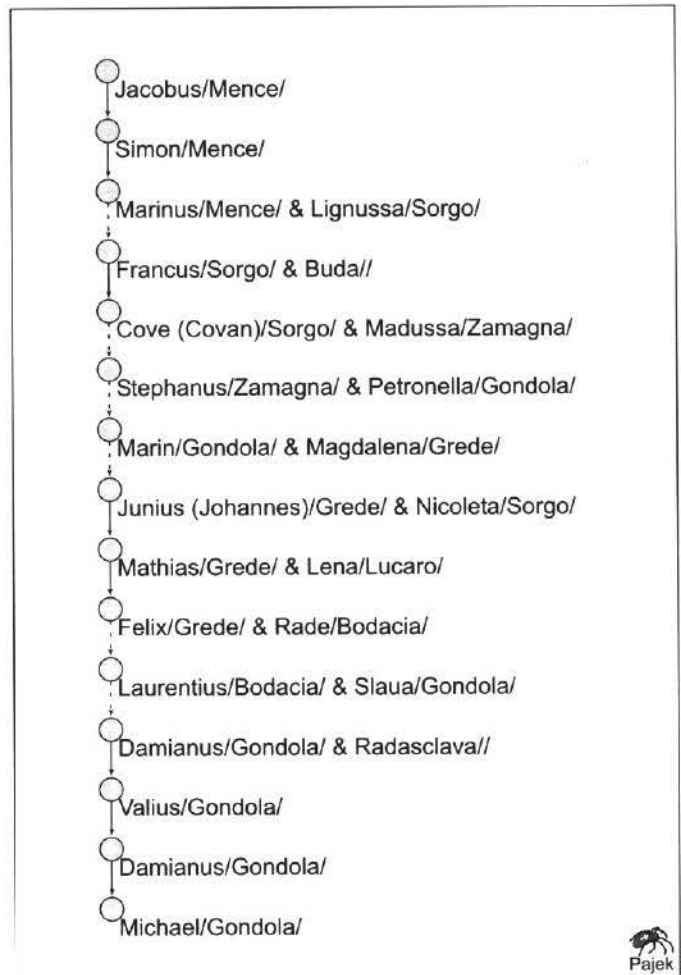 Jacobus/Mence/
Simon/Mence/
Marinus/Mence/ & Lignussa/Sorgo/
Francus/Sorgo/ & Buda//
Cove (Covan)/Sorgo/ & Madussa/Zamagna/
Stephanus/Zamagna/ & Petronella/Gondola/
Marin/Gondola/ & Magdalena/Grede/
Junius (Johannes)/Grede/ & Nicoleta/Sorgo/
Mathias/Grede/ & Lena/Lucaro/
Felix/Grede/ & Rade/Bodacia/
Laurentius/Bodacia/ & Slaua/Gondola/
Damianus/Gondola/ & Radasclava//
Valius/Gondola/
Damianus/Gondola/
Michael/Gondola/
Pajek